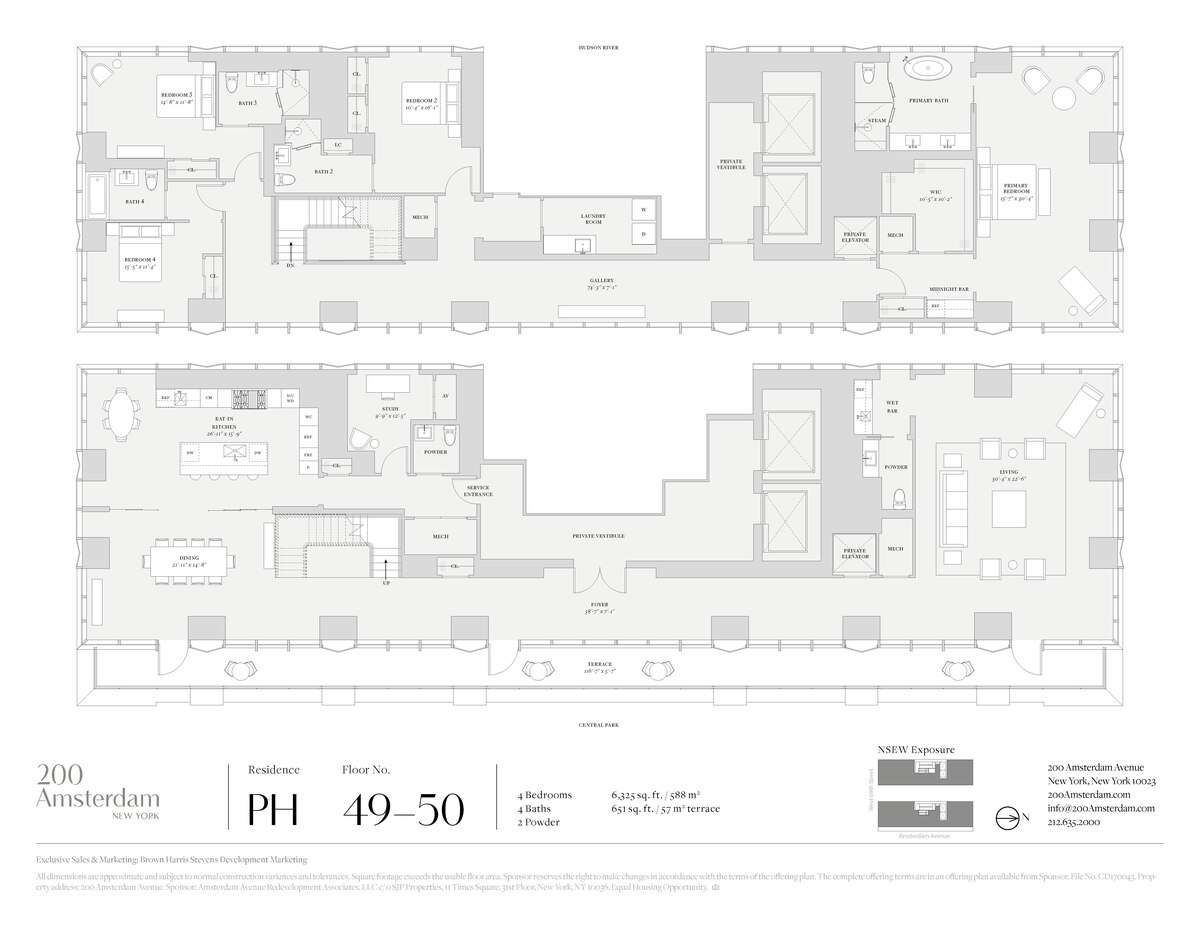 HUDSON RIVER
BEDROOM 3
14'-8" x 11'-8"
BATH 3
CL.
CL.
BEDROOM 2
10'-4" x 16'-1"
LC
BATH 2
CL.
BATH 4
BEDROOM 4
15'-5" x 11'-4"
CL.
DN
MECH
LAUNDRY
ROOM
W
D
GALLERY
74'-3" x 7'-1"
PRIVATE
VESTIBULE
PRIMARY BATH
STEAM
WIC
10'-5" x 10'-2"
PRIMARY
BEDROOM
15'-7" x 30'-4"
PRIVATE
ELEVATOR
MECH
MIDNIGHT BAR
CL.
REF
REF
DW
EAT-IN
KITCHEN
26'-11" x 15'-9"
WC
REF
FRZ
P
DW
DW
CL.
STUDY
9'-9" x 12'-5"
AV
POWDER
SERVICE
ENTRANCE
DINING
21'-11" x 14'-8"
UP
MECH
CL.
PRIVATE VESTIBULE
FOYER
58'-7" x 7'-1"
REF
WET
BAR
POWDER
PRIVATE
ELEVATOR
MECH
LIVING
30'-4" x 22'-6"
TERRACE
116'-7" x 5'-7"
CENTRAL PARK
200
Amsterdam
NEW YORK
Residence
PH
Floor No.
49–50
4 Bedrooms
4 Baths
2 Powder
6,325 sq. ft. / 588 m²
651 sq. ft. / 57 m² terrace
NSEW Exposure
West 69th Street
Amsterdam Avenue
N
200 Amsterdam Avenue
New York, New York 10023
200Amsterdam.com
info@200Amsterdam.com
212.635.2000
Exclusive Sales & Marketing: Brown Harris Stevens Development Marketing
All dimensions are approximate and subject to normal construction variances and tolerances. Square footage exceeds the usable floor area. Sponsor reserves the right to make changes in accordance with the terms of the offering plan. The complete offering terms are in an offering plan available from Sponsor. File No. CD170043. Prop-
erty address: 200 Amsterdam Avenue. Sponsor: Amsterdam Avenue Redevelopment Associates, LLC c/o SJP Properties, 11 Times Square, 31st Floor, New York, NY 10036. Equal Housing Opportunity.